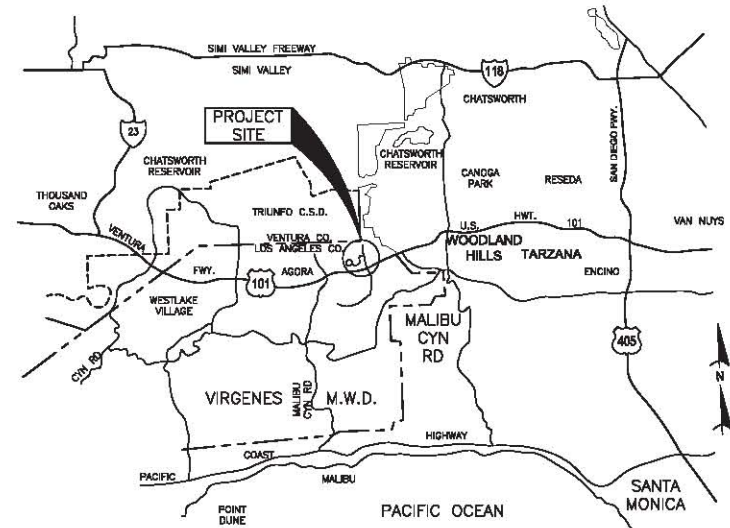 SIMI VALLEY FREEWAY
SIMI VALLEY
118
CHATSWORTH
PROJECT
SITE
23
CHATSWORTH
RESERVOIR
CHATSWORTH
RESERVOIR
SAN DIEGO FWY.
CANOGA
PARK
RESEDA
THOUSAND
OAKS
TRIUNFO C.S.D.
VENTURA
VENTURA CO.
LOS ANGELES CO.
U.S. HWT. 101
VAN NUYS
WOODLAND
HILLS
TARZANA
FWY.
101
AGORA
ENCINO
WESTLAKE
VILLAGE
MALIBU
CYN
RD
405
CYN RD
N
VIRGENES
MALIBU
CYN RD
M.W.D.
HIGHWAY
COAST
PACIFIC
MALIBU
SANTA
MONICA
POINT
DUNE
PACIFIC OCEAN